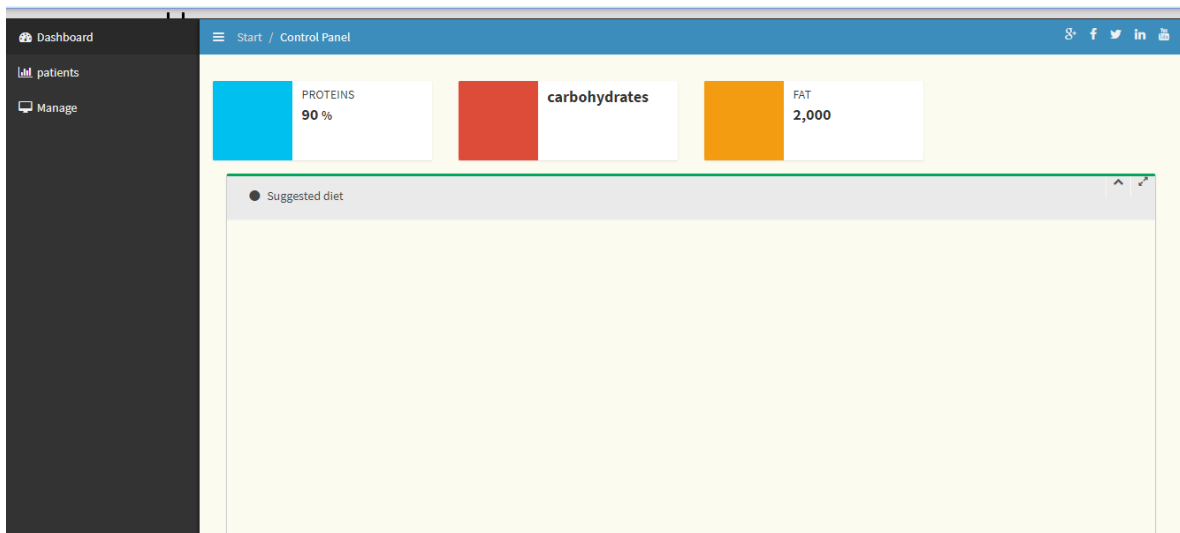 Dashboard
Start / Control Panel
patients
Manage
PROTEINS
90 %
carbohydrates
FAT
2,000
Suggested diet